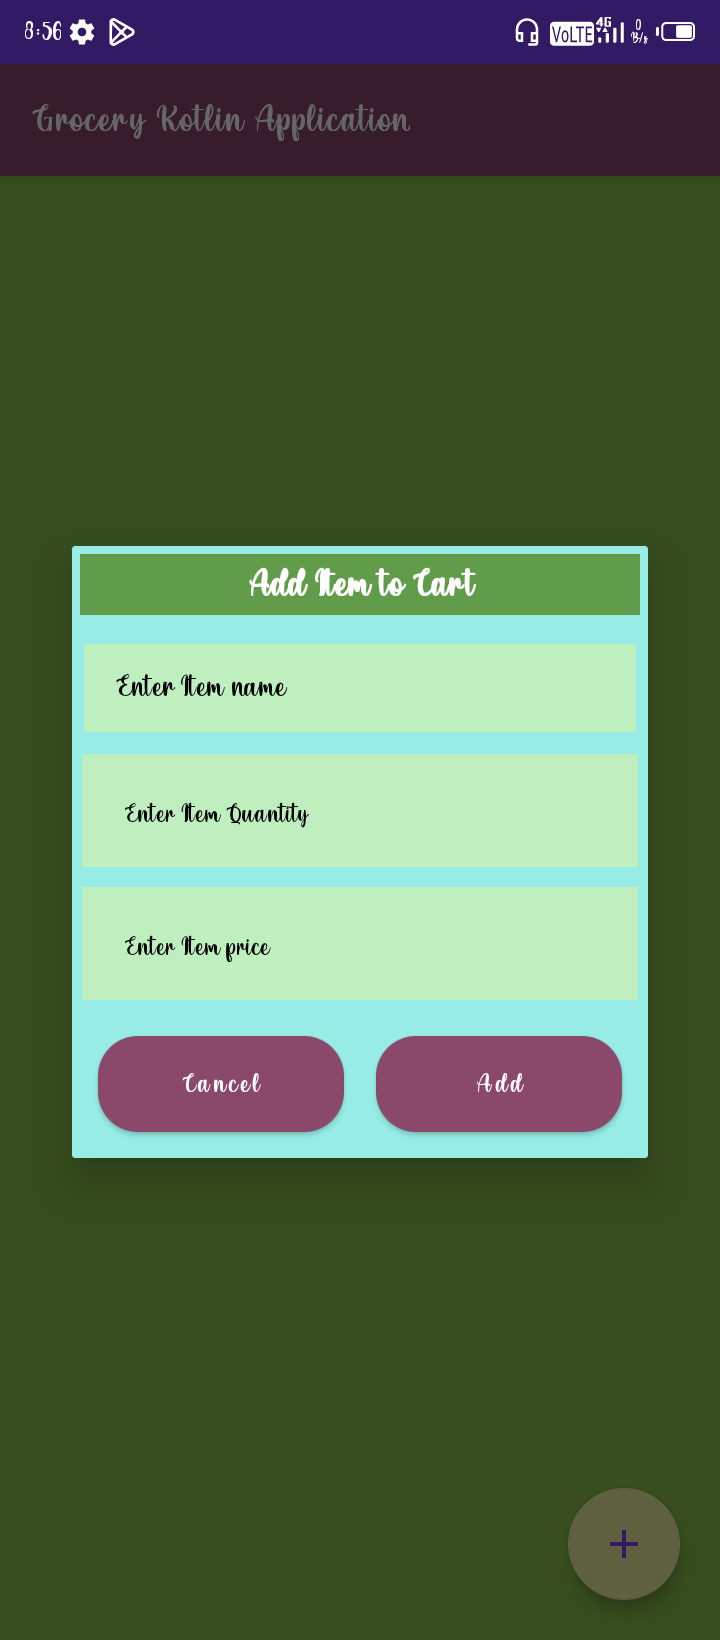 8:56 VoLTE 4G 0 B/s
Grocery Kotlin Application
Add Item to Cart
Enter Item name
Enter Item Quantity
Enter Item price
Cancel Add